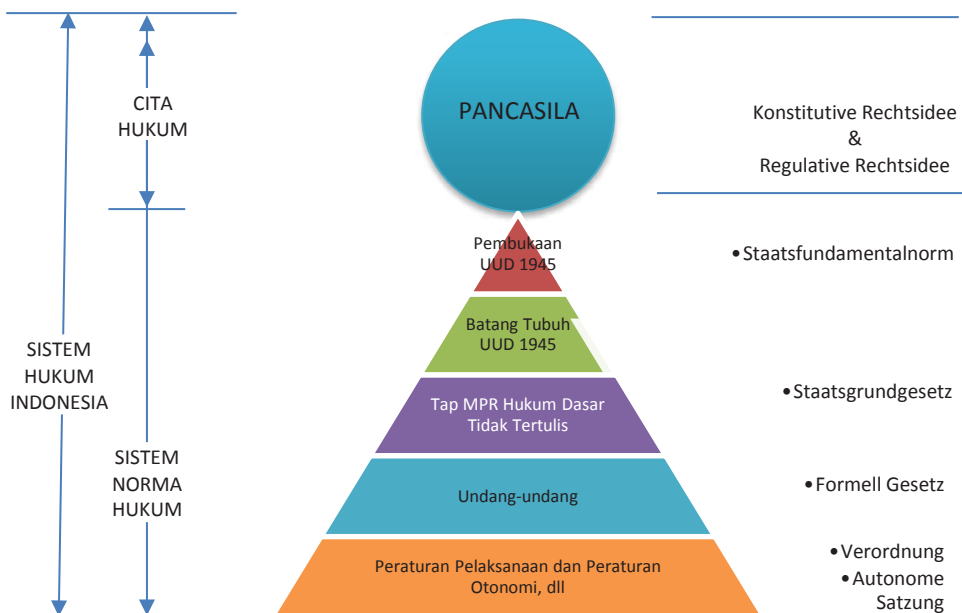 CITA
HUKUM
SISTEM
HUKUM
INDONESIA
SISTEM
NORMA
HUKUM
PANCASILA
Pembukaan
UUD 1945
Batang Tubuh
UUD 1945
Tap MPR Hukum Dasar
Tidak Tertulis
Undang-undang
Peraturan Pelaksanaan dan Peraturan
Otonomi, dll
Konstitutive Rechtsidee
&
Regulative Rechtsidee
•Staatsfundamentalnorm
•Staatsgrundgesetz
•Formell Gesetz
•Verordnung
•Autonome
Satzung